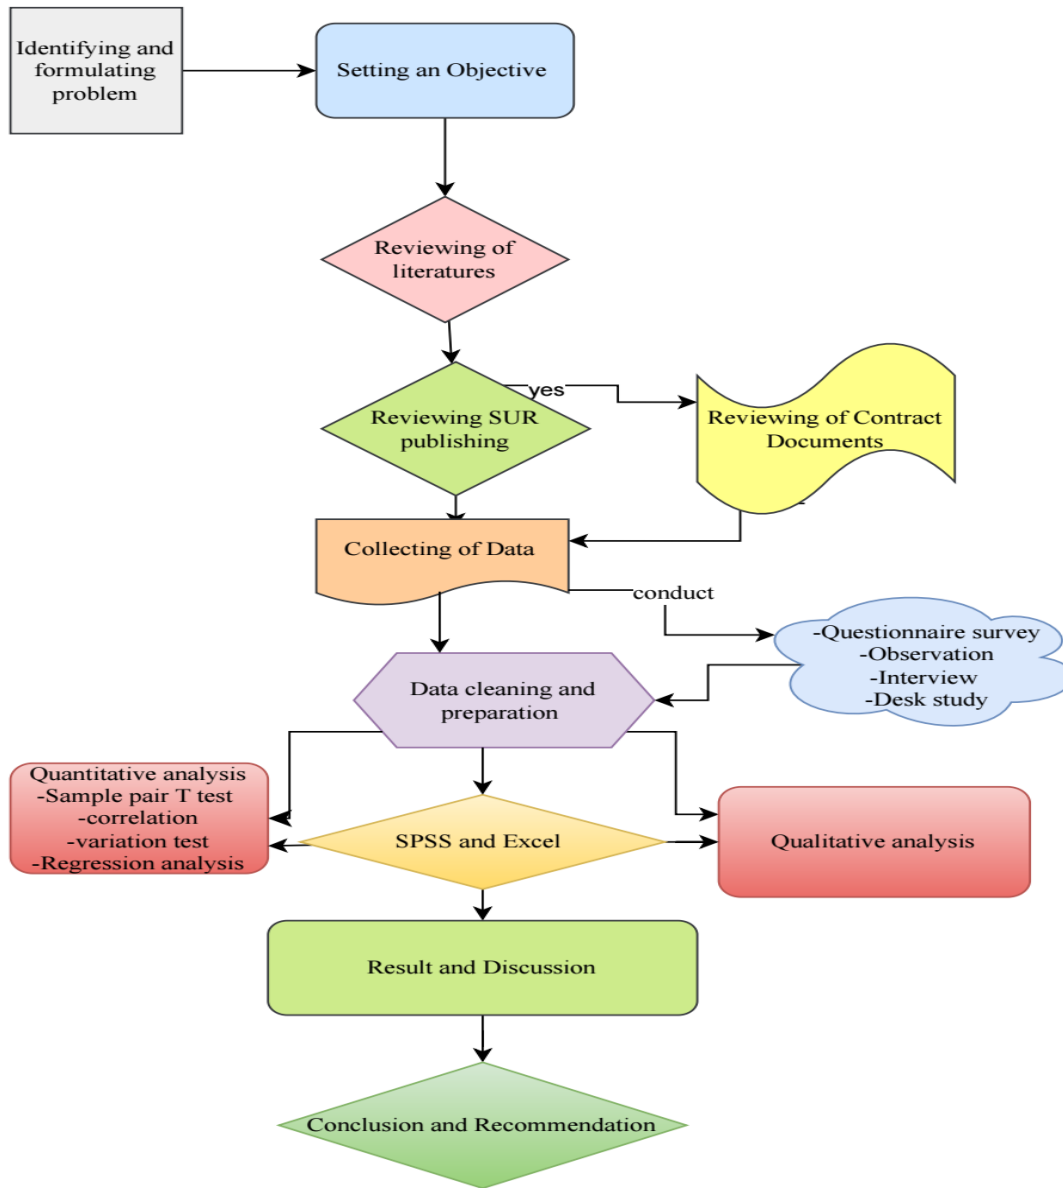 Identifying and
formulating
problem
Setting an Objective
Reviewing of
literatures
Reviewing SUR
publishing
yes
Reviewing of Contract
Documents
Collecting of Data
conduct
-Questionnaire survey
-Observation
-Interview
-Desk study
Data cleaning and
preparation
Quantitative analysis
-Sample pair T test
-correlation
-variation test
-Regression analysis
SPSS and Excel
Qualitative analysis
Result and Discussion
Conclusion and Recommendation